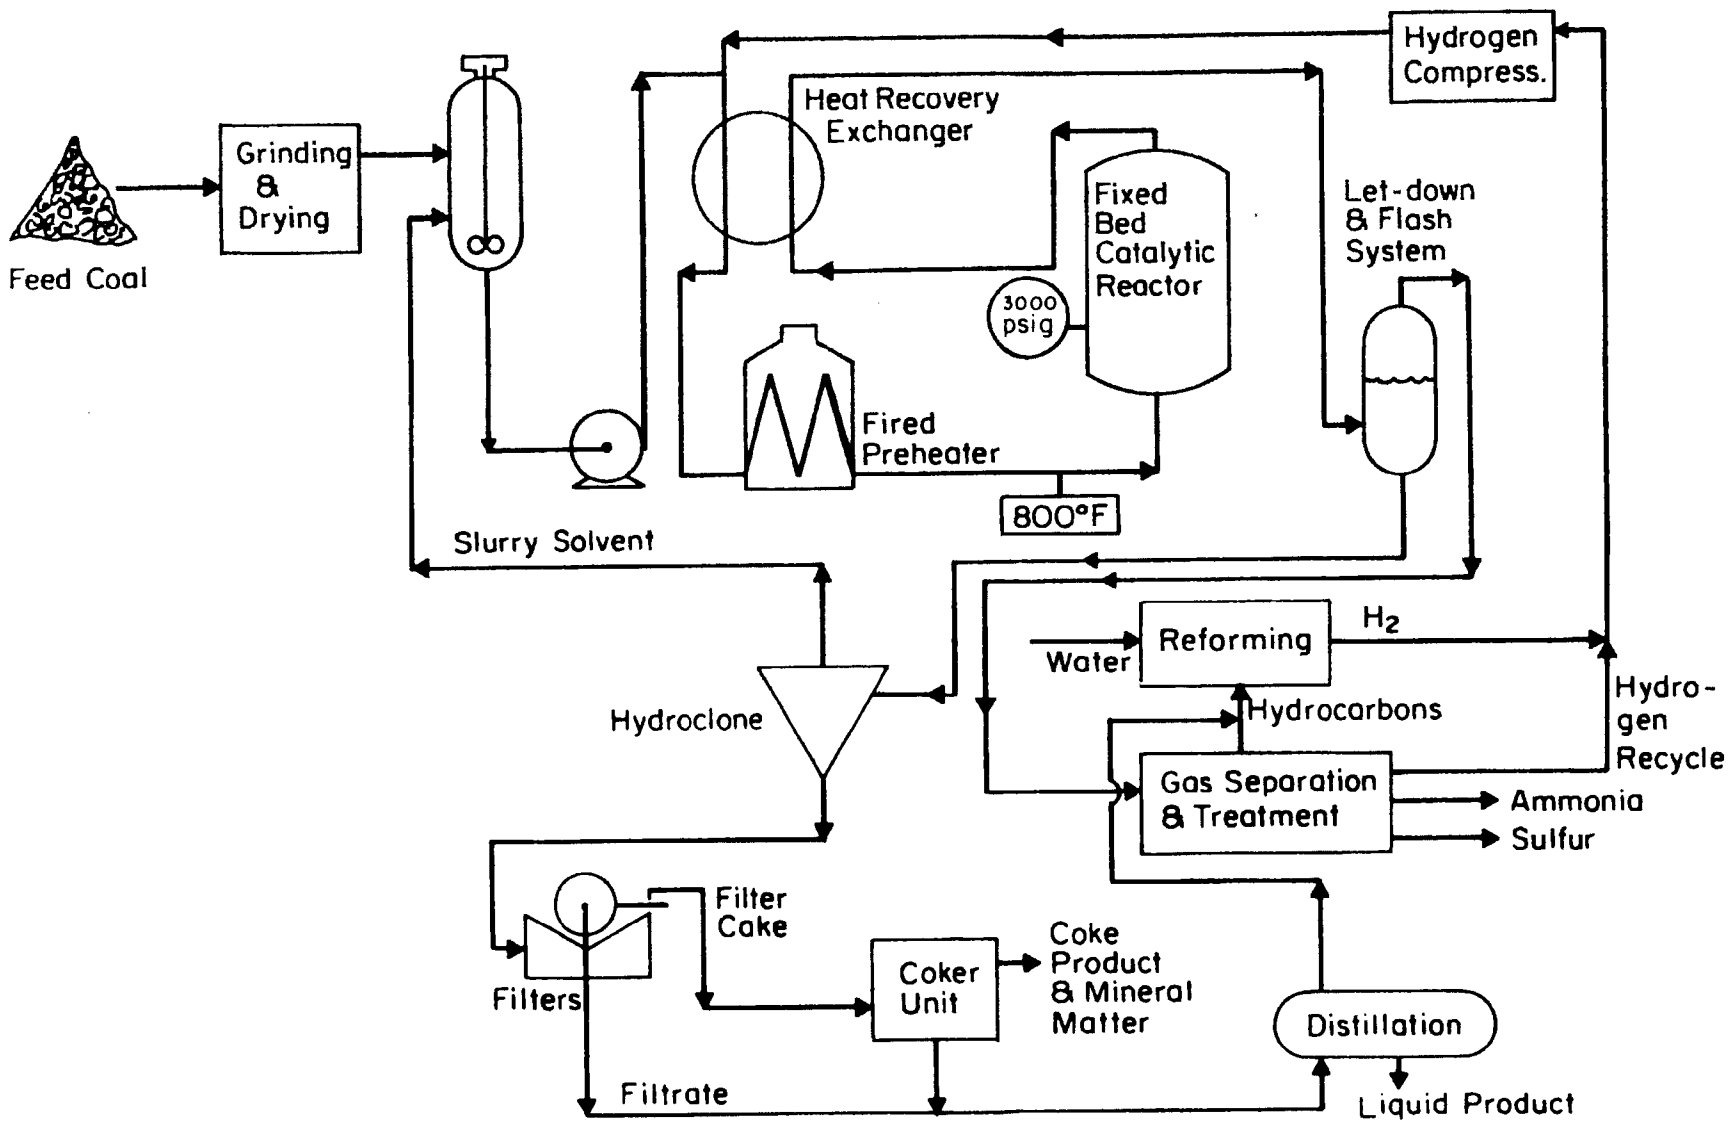 Hydrogen
Compress.
Heat Recovery
Exchanger
Grinding
&
Drying
Feed Coal
Fixed
Bed
Catalytic
Reactor
3000
psig
Let-down
& Flash
System
Fired
Preheater
800°F
Slurry Solvent
Reforming
H2
Water
Hydrocarbons
Hydro-
gen
Recycle
Hydroclone
Gas Separation
& Treatment
Ammonia
Sulfur
Filter
Cake
Filters
Coker
Unit
Coke
Product
& Mineral
Matter
Distillation
Filtrate
Liquid Product